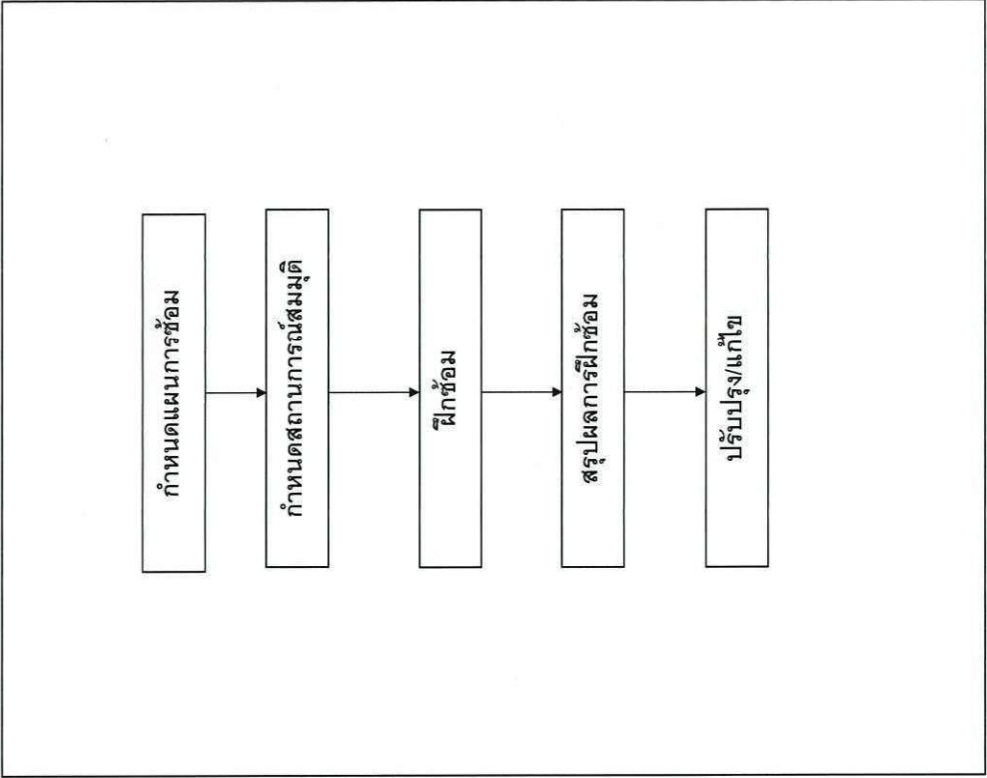 กำหนดแผนการซ้อม
กำหนดสถานการณ์สมมุติ
ฝึกซ้อม
สรุปผลการฝึกซ้อม
ปรับปรุง/แก้ไข